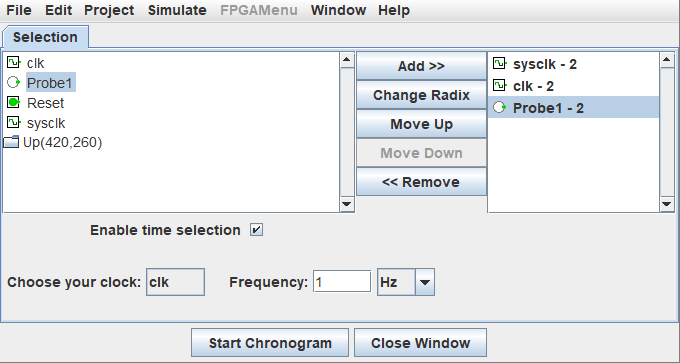 File Edit Project Simulate FPGAMenu Window Help
Selection
clk
Probe1
Reset
sysclk
Up(420,260)
Add >>
Change Radix
Move Up
Move Down
<< Remove
sysclk - 2
clk - 2
Probe1 - 2
Enable time selection
Choose your clock: clk Frequency: 1 Hz
Start Chronogram Close Window